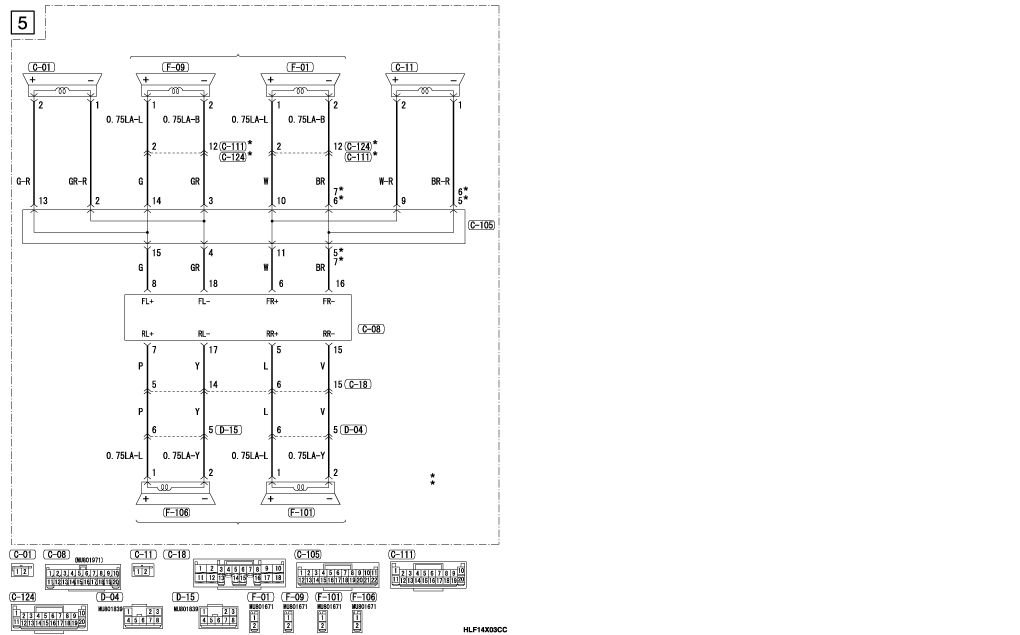 5
C-01 F-09 F-01 C-11
+ - + - + - + -
2 1 1 2 1 2 2 1
0.75LA-L 0.75LA-B 0.75LA-L 0.75LA-B
2 12 C-111* 2 12 C-124*
C-124* C-111*
G-R GR-R G GR W BR W-R BR-R
7* 6*
13 2 14 3 10 6* 9 5*
C-105
15 4 11 5*
7*
G GR W BR
8 18 6 16
FL+ FL- FR+ FR-
C-08
RL+ RL- RR+ RR-
7 17 5 15
P Y L V
5 14 6 15 C-18
P Y L V
6 5 D-15 6 5 D-04
0.75LA-L 0.75LA-Y 0.75LA-L 0.75LA-Y
*
*
1 2 1 2
+ - + -
F-106 F-101
C-01 C-08 C-11 C-18 C-105 C-111
(MU801971)
1 2
1 2 3 4 5 6 7 8 9 10
11 12 13 14 15 16 17 18 19 20
1 2
1 2 3 4 5 6 7 8 9 10
11 12 13 14 15 16 17 18
1 2 3 4 5 6 7 8 9 10 11
12 13 14 15 16 17 18 19 20 21 22
1 2 3 4 5 6 7 8 9 10
11 12 13 14 15 16 17 18 19 20
C-124 D-04 D-15 F-01 F-09 F-101 F-106
MU801839 MU801839 MU801671 MU801671 MU801671 MU801671
1 2 3 4 5 6 7 8 9 10
11 12 13 14 15 16 17 18 19 20
1 2 3
4 5 6 7 8
1 2 3
4 5 6 7 8
1 2
1 2
1 2
1 2
HLF14X03CC